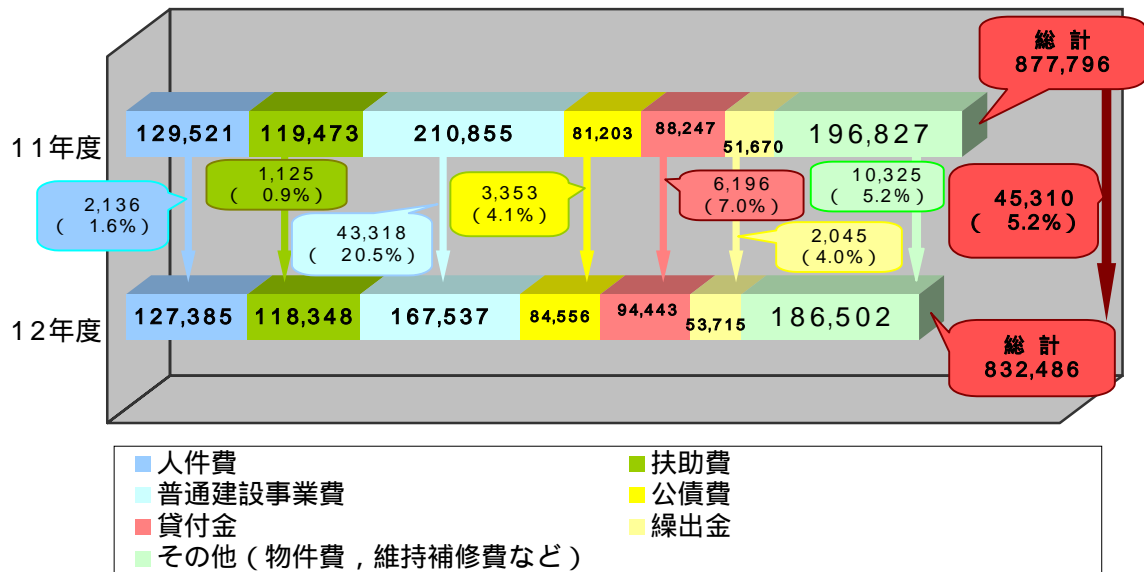 総 計
877,796
11年度
129,521 119,473 210,855 81,203 88,247 51,670 196,827
2,136
( 1.6%)
1,125
( 0.9%)
43,318
(20.5%)
3,353
(4.1%)
6,196
(7.0%)
2,045
(4.0%)
10,325
( 5.2%)
45,310
( 5.2%)
12年度
127,385 118,348 167,537 84,556 94,443 53,715 186,502
総 計
832,486
人件費 扶助費
普通建設事業費 公債費
貸付金 繰出金
その他(物件費,維持補修費など)